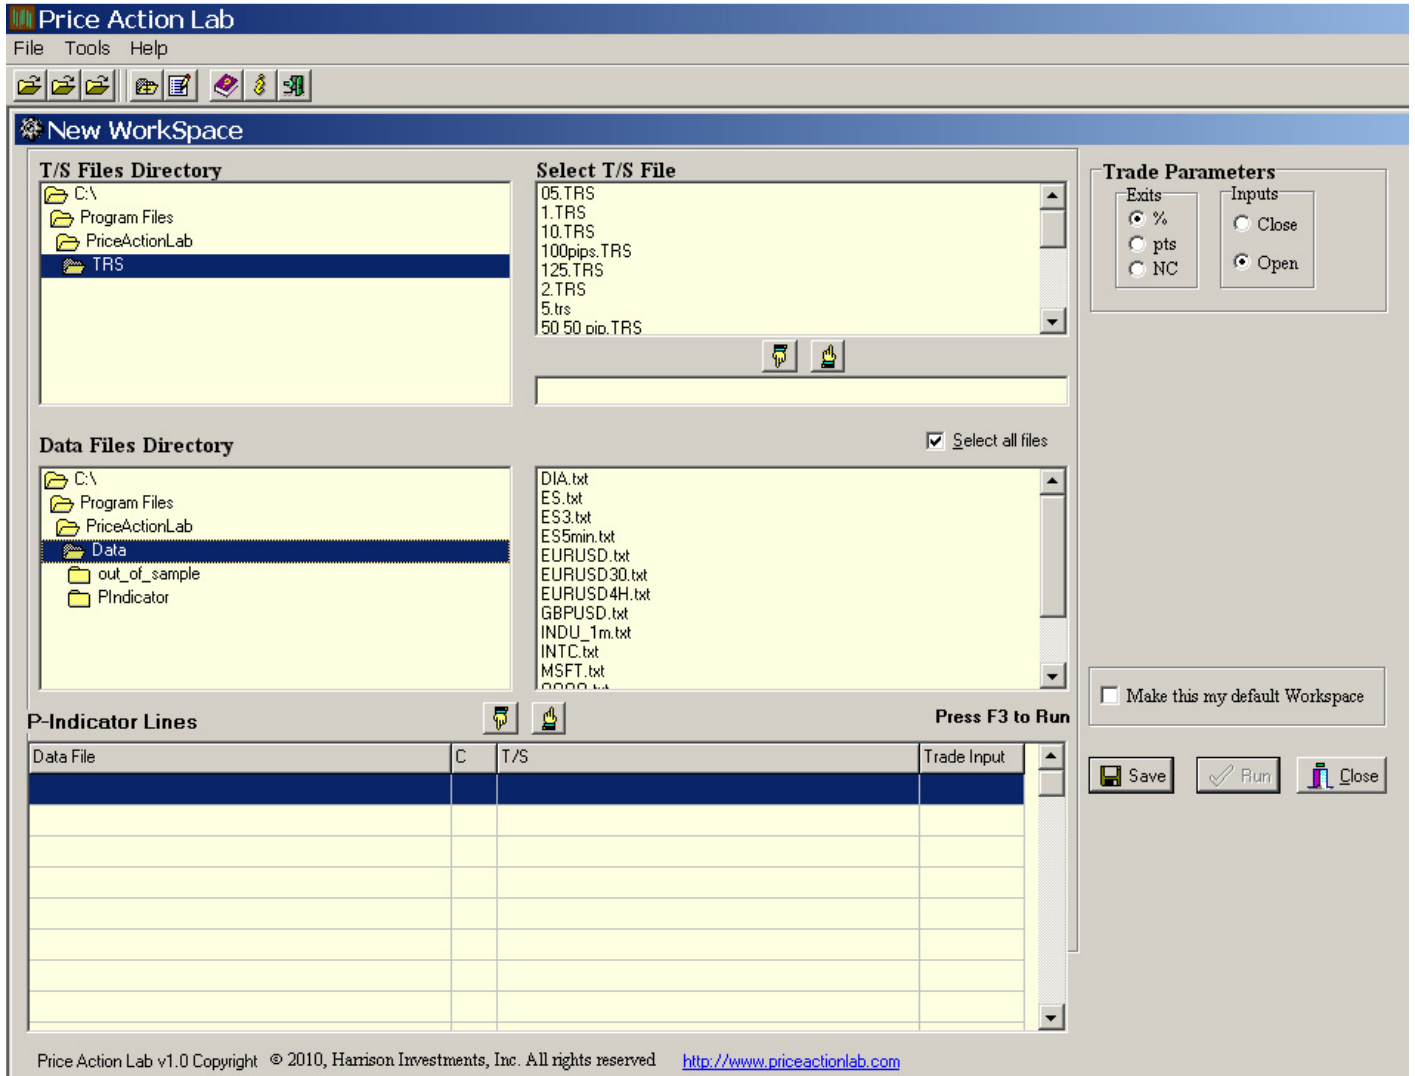 Price Action Lab
File Tools Help
New WorkSpace
T/S Files Directory
C:\
Program Files
PriceActionLab
TRS
Select T/S File
05.TRS
1.TRS
10.TRS
100pips.TRS
125.TRS
2.TRS
5.trs
50 50 pip.TRS
Trade Parameters
Exits
%
pts
NC
Inputs
Close
Open
Data Files Directory
Select all files
C:\
Program Files
PriceActionLab
Data
out_of_sample
PIndicator
DIA.txt
ES.txt
ES3.txt
ES5min.txt
EURUSD.txt
EURUSD30.txt
EURUSD4H.txt
GBPUSD.txt
INDU_1m.txt
INTC.txt
MSFT.txt
Make this my default Workspace
P-Indicator Lines
Press F3 to Run
Data File C T/S Trade Input
Save Run Close
Price Action Lab v1.0 Copyright © 2010, Harrison Investments, Inc. All rights reserved http://www.priceactionlab.com